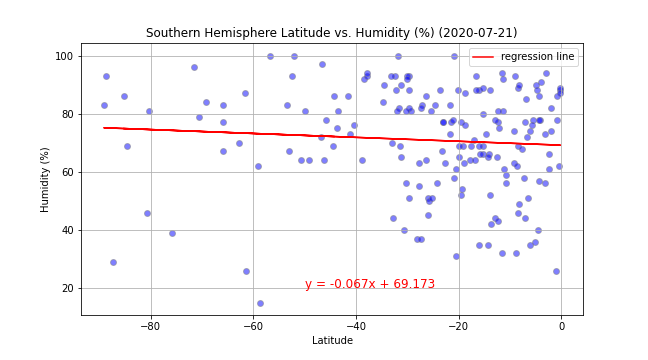 Southern Hemisphere Latitude vs. Humidity (%) (2020-07-21)
regression line
100
80
60
40
20
Humidity (%)
y = -0.067x + 69.173
−80
−60
−40
−20
0
Latitude